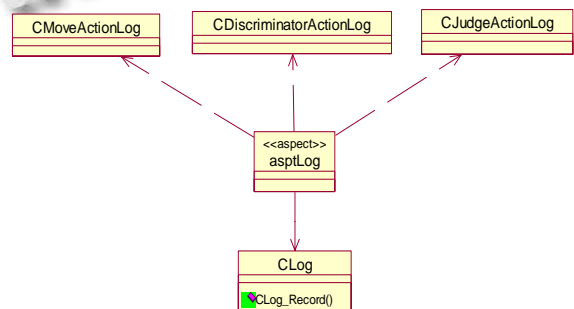 CMoveActionLog
CDiscriminatorActionLog
CJudgeActionLog
<<aspect>>
asptLog
CLog
CLog_Record()